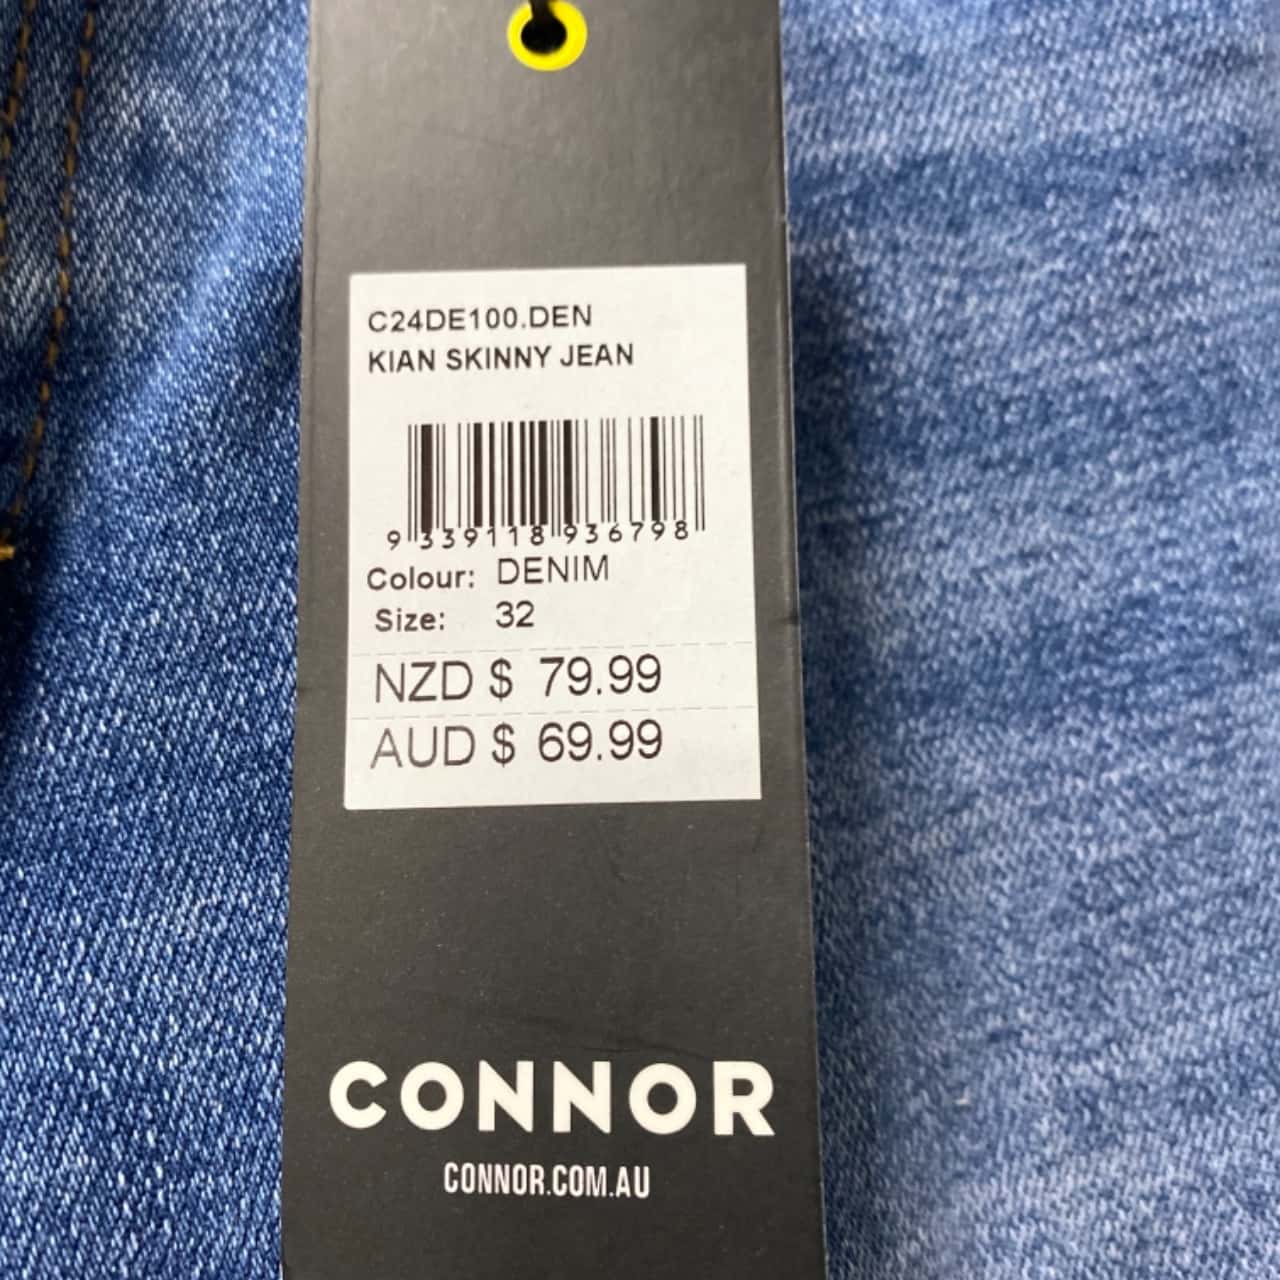 C24DE100.DEN
KIAN SKINNY JEAN
9 339118 936798
Colour: DENIM
Size: 32
NZD $ 79.99
AUD $ 69.99
CONNOR
CONNOR.COM.AU